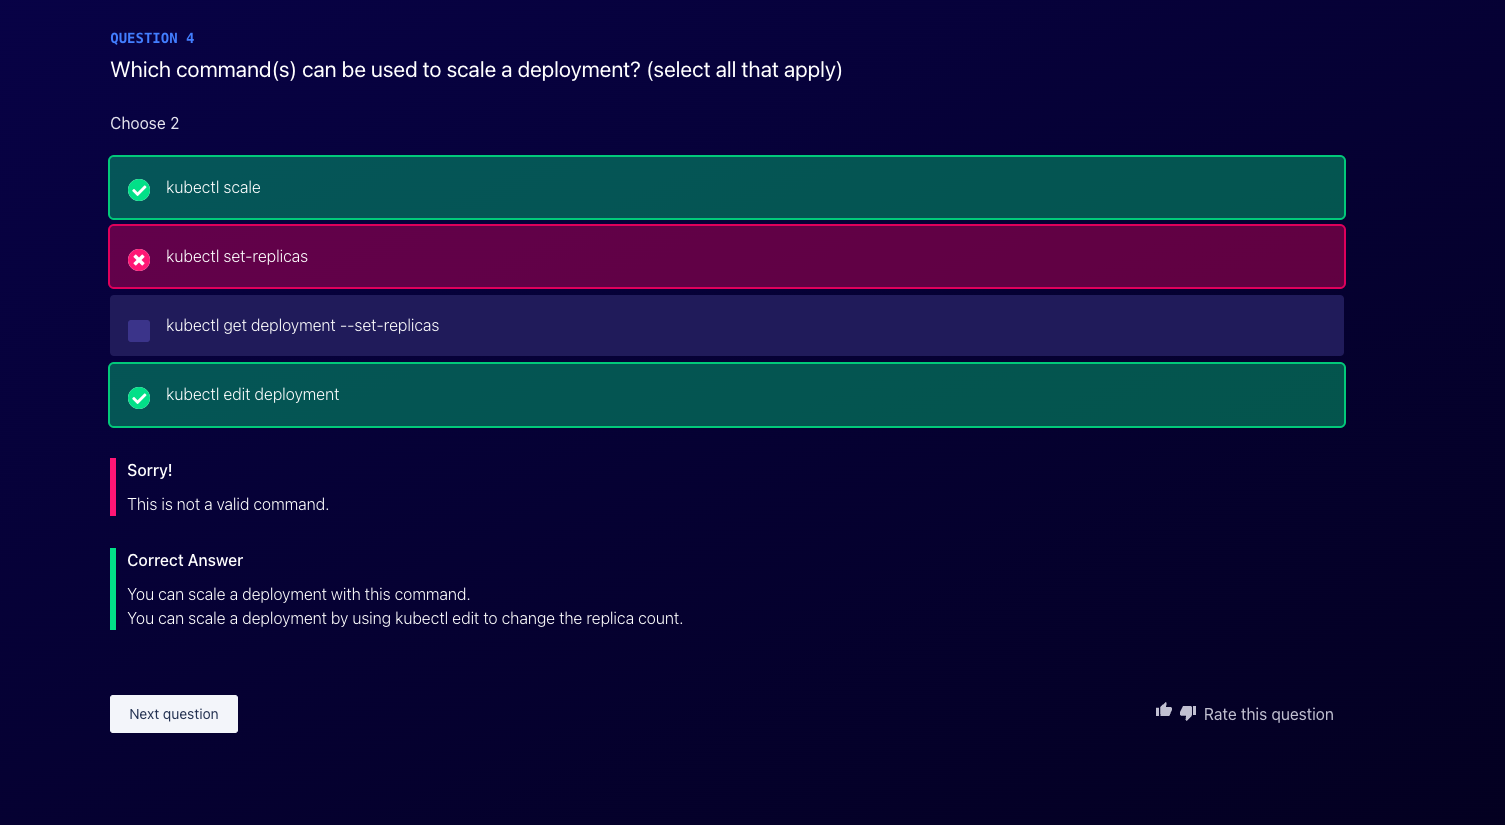 QUESTION 4
Which command(s) can be used to scale a deployment? (select all that apply)
Choose 2
kubectl scale
kubectl set-replicas
kubectl get deployment --set-replicas
kubectl edit deployment
Sorry!
This is not a valid command.
Correct Answer
You can scale a deployment with this command.
You can scale a deployment by using kubectl edit to change the replica count.
Next question
Rate this question